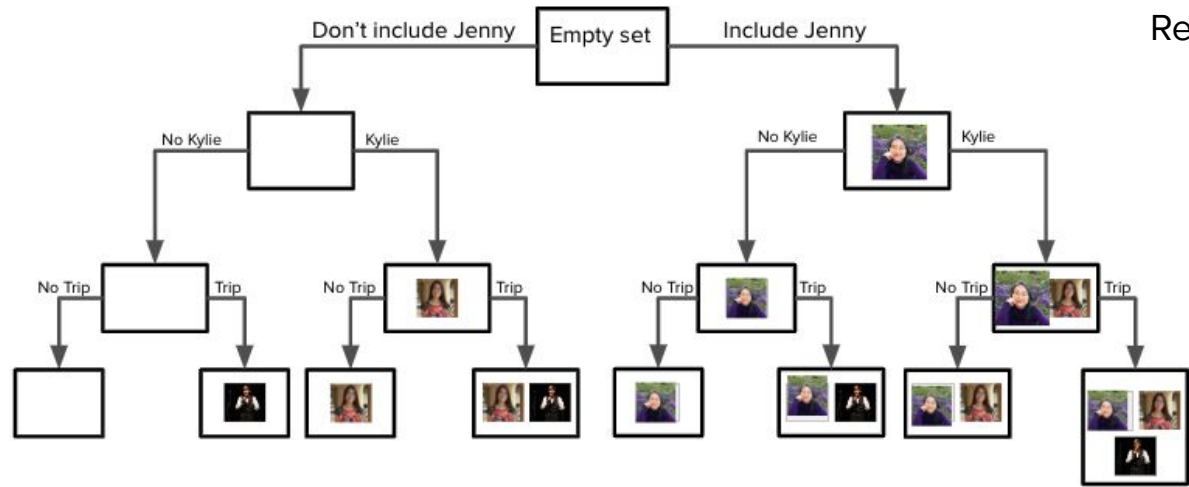 Don't include Jenny
Empty set
Include Jenny
Re
No Kylie
Kylie
No Kylie
Kylie
No Trip
Trip
No Trip
Trip
No Trip
Trip
No Trip
Trip